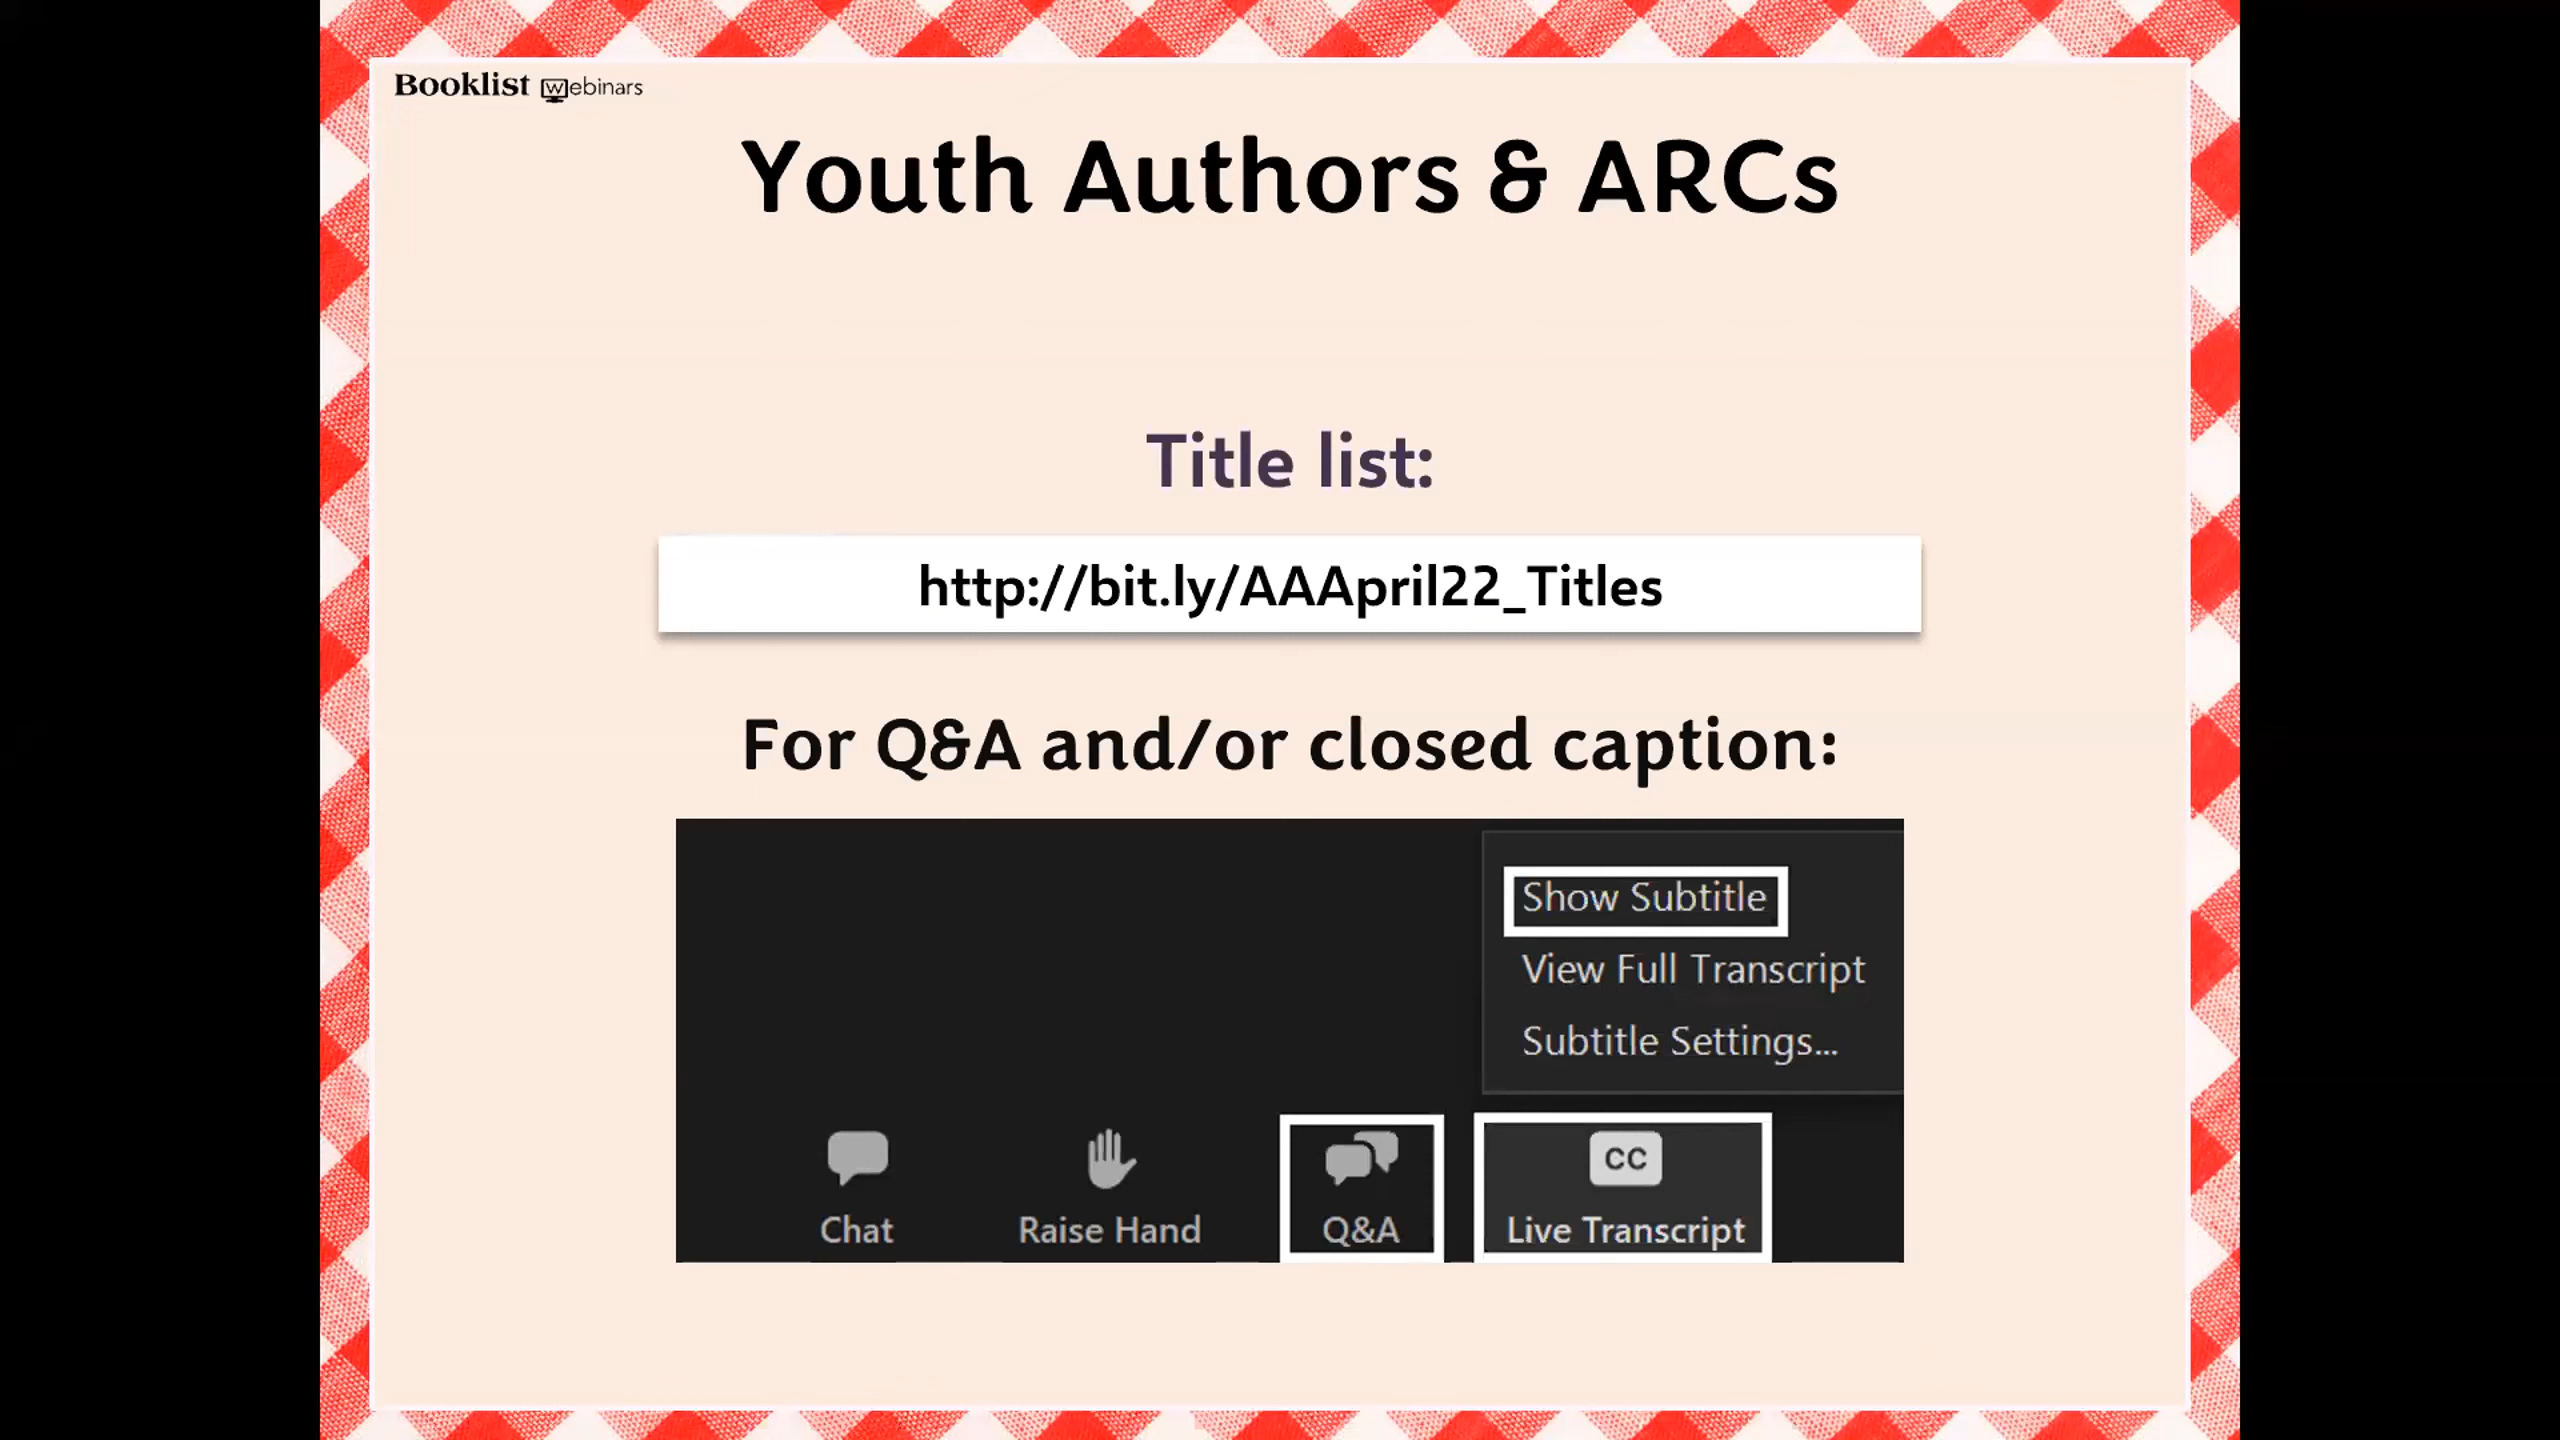 Booklist Webinars
Youth Authors & ARCs
Title list:
http://bit.ly/AAApril22_Titles
For Q&A and/or closed caption:
Show Subtitle
View Full Transcript
Subtitle Settings...
CC
Chat Raise Hand Q&A Live Transcript